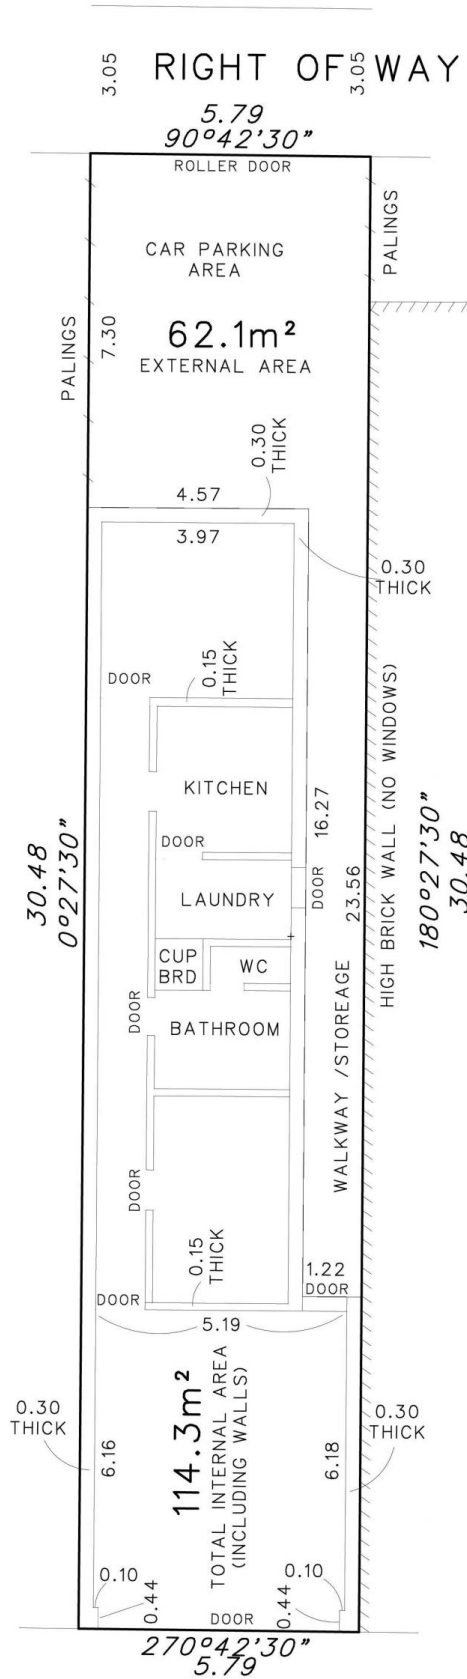 3.05
RIGHT OF WAY
3.05
5.79
90°42'30"
ROLLER DOOR
PALINGS
CAR PARKING
AREA
PALINGS
7.30
62.1m²
EXTERNAL AREA
0.30
THICK
4.57
3.97
0.30
THICK
DOOR
0.15
THICK
KITCHEN
16.27
HIGH BRICK WALL (NO WINDOWS)
DOOR
30.48
0°27'30"
LAUNDRY
DOOR
23.56
180°27'30"
30.48
CUP
BRD
WC
DOOR
BATHROOM
WALKWAY /STOREAGE
DOOR
0.15
THICK
1.22
DOOR
DOOR
5.19
114.3m²
TOTAL INTERNAL AREA
(INCLUDING WALLS)
0.30
THICK
6.16
6.18
0.30
THICK
0.10
0.44
0.10
0.44
DOOR
270°42'30"
5.79